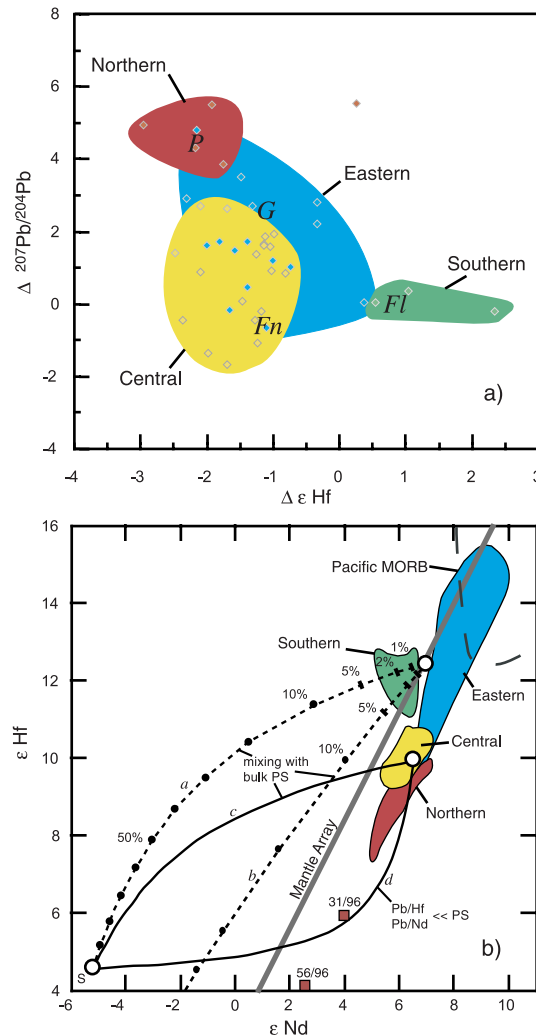 a)
Northern
P
Eastern
G
Southern
Fl
Fn
Central
6
4
2
0
-2
-4
Δ ²⁰⁷Pb/²⁰⁴Pb
-4 -3 -2 -1 0 1 2 3
Δ ε Hf
16
14
12
10
8
6
4
ε Hf
Pacific MORB
Southern
1%
2%
5%
5%
10%
10%
Eastern
mixing with
bulk PS
Central
a
c
50%
Northern
Mantle Array
b
d
Pb/Hf
Pb/Nd << PS
31/96
S
56/96
b)
-6 -4 -2 0 2 4 6 8 10
ε Nd